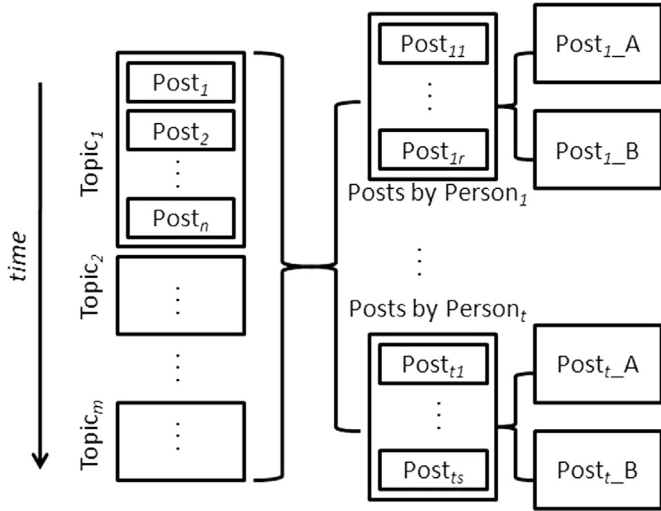 time
Topic₁
Post₁
Post₂
⋮
Postₙ
Topic₂
⋮
⋮
Topicₘ
⋮
Post₁₁
⋮
Post₁ᵣ
Posts by Person₁
Post₁_A
Post₁_B
⋮
Posts by Personₜ
Postₜ₁
⋮
Postₜₛ
Postₜ_A
Postₜ_B